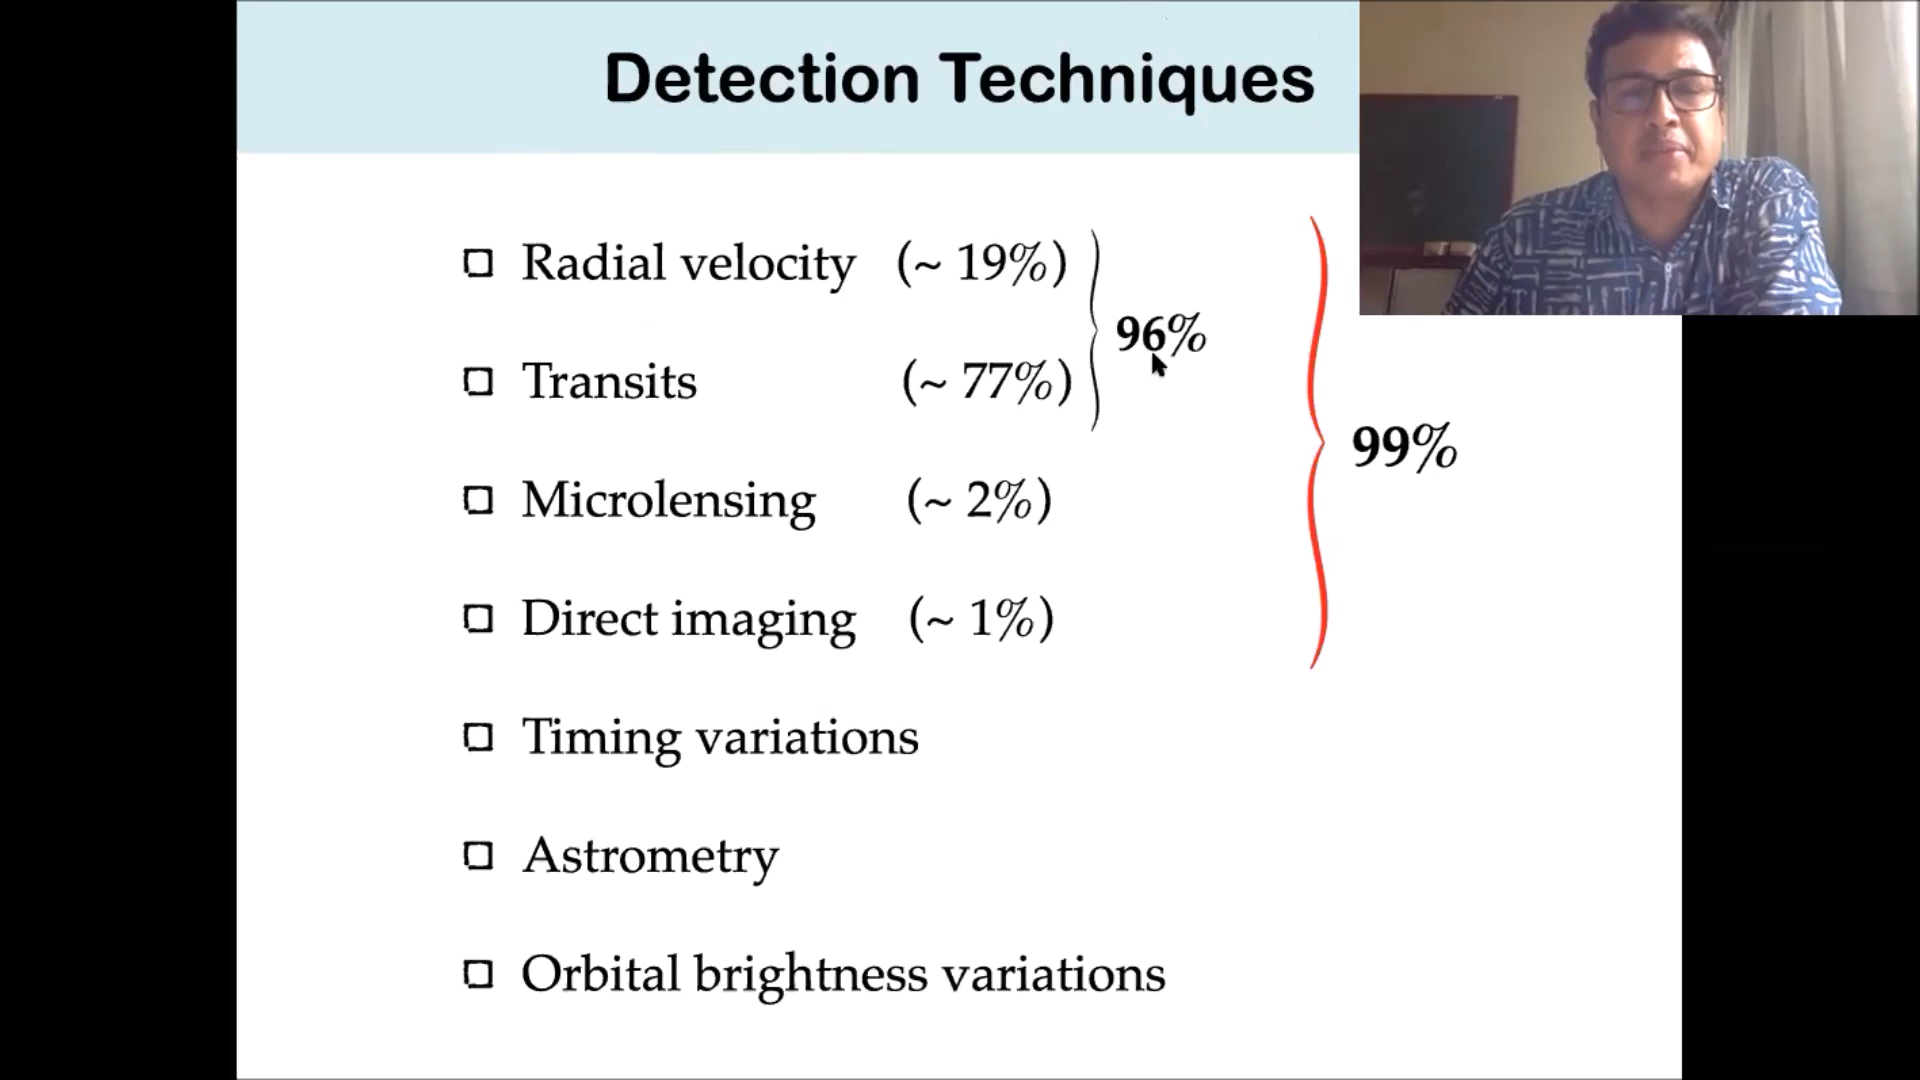 Detection Techniques
Radial velocity (~ 19%)
96%
Transits (~ 77%)
99%
Microlensing (~ 2%)
Direct imaging (~ 1%)
Timing variations
Astrometry
Orbital brightness variations